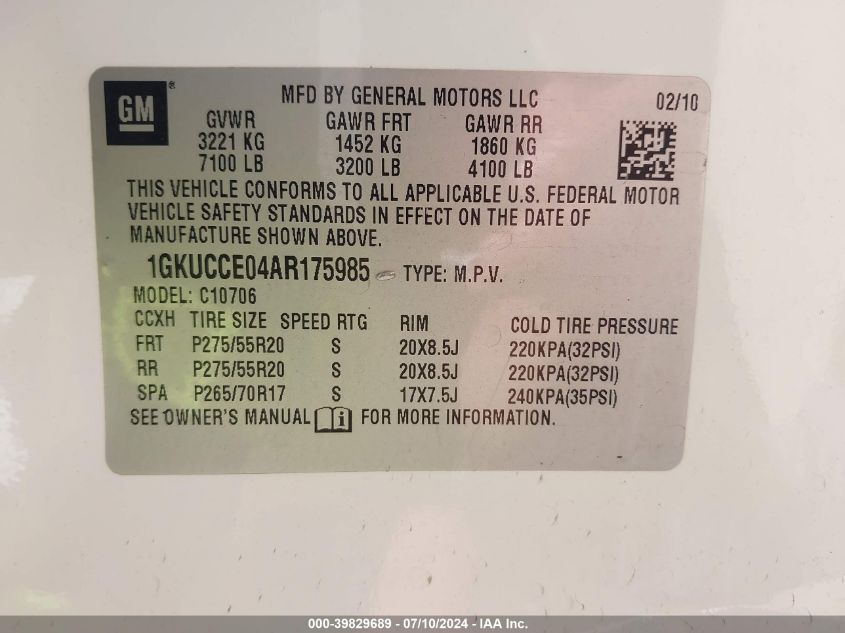 GM ®
MFD BY GENERAL MOTORS LLC 02/10
GVWR GAWR FRT GAWR RR
3221 KG 1452 KG 1860 KG
7100 LB 3200 LB 4100 LB
THIS VEHICLE CONFORMS TO ALL APPLICABLE U.S. FEDERAL MOTOR
VEHICLE SAFETY STANDARDS IN EFFECT ON THE DATE OF
MANUFACTURE SHOWN ABOVE.
1GKUCCE04AR175985 TYPE: M.P.V.
MODEL: C10706
CCXH TIRE SIZE SPEED RTG RIM COLD TIRE PRESSURE
FRT P275/55R20 S 20X8.5J 220KPA(32PSI)
RR P275/55R20 S 20X8.5J 220KPA(32PSI)
SPA P265/70R17 S 17X7.5J 240KPA(35PSI)
SEE OWNER'S MANUAL i FOR MORE INFORMATION.
000-39829689 - 07/10/2024 - IAA Inc.